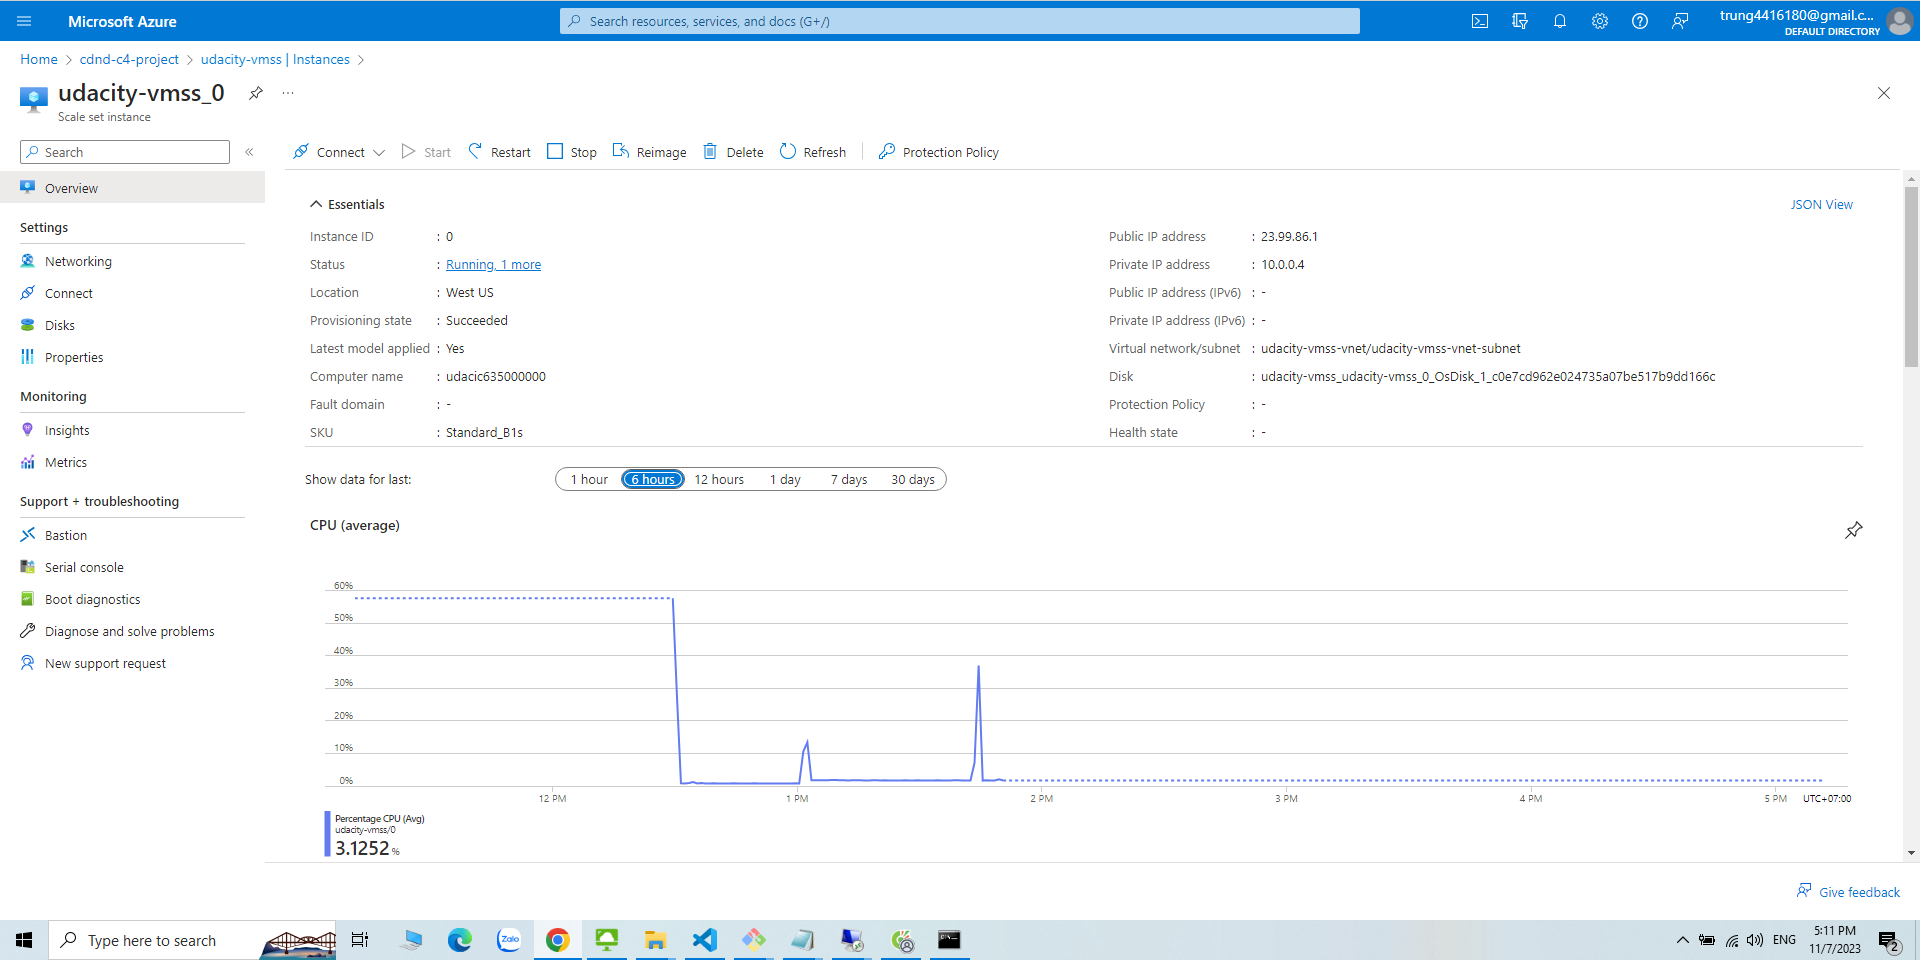 Microsoft Azure
Search resources, services, and docs (G+/)
trung4416180@gmail.c...
DEFAULT DIRECTORY
Home > cdnd-c4-project > udacity-vmss | Instances >
udacity-vmss_0 ...
Scale set instance
Search «
Connect Start Restart Stop Reimage Delete Refresh Protection Policy
Overview
Settings
Networking
Connect
Disks
Properties
Monitoring
Insights
Metrics
Support + troubleshooting
Bastion
Serial console
Boot diagnostics
Diagnose and solve problems
New support request
Essentials
JSON View
Instance ID : 0
Status : Running, 1 more
Location : West US
Provisioning state : Succeeded
Latest model applied : Yes
Computer name : udacic635000000
Fault domain : -
SKU : Standard_B1s
Public IP address : 23.99.86.1
Private IP address : 10.0.0.4
Public IP address (IPv6) : -
Private IP address (IPv6) : -
Virtual network/subnet : udacity-vmss-vnet/udacity-vmss-vnet-subnet
Disk : udacity-vmss_udacity-vmss_0_OsDisk_1_c0e7cd962e024735a07be517b9dd166c
Protection Policy : -
Health state : -
Show data for last: 1 hour 6 hours 12 hours 1 day 7 days 30 days
CPU (average)
60%
50%
40%
30%
20%
10%
0%
12 PM 1 PM 2 PM 3 PM 4 PM 5 PM UTC+07:00
Percentage CPU (Avg)
udacity-vmss/0
3.1252 %
Give feedback
Type here to search
Zalo
ENG
5:11 PM
11/7/2023
2